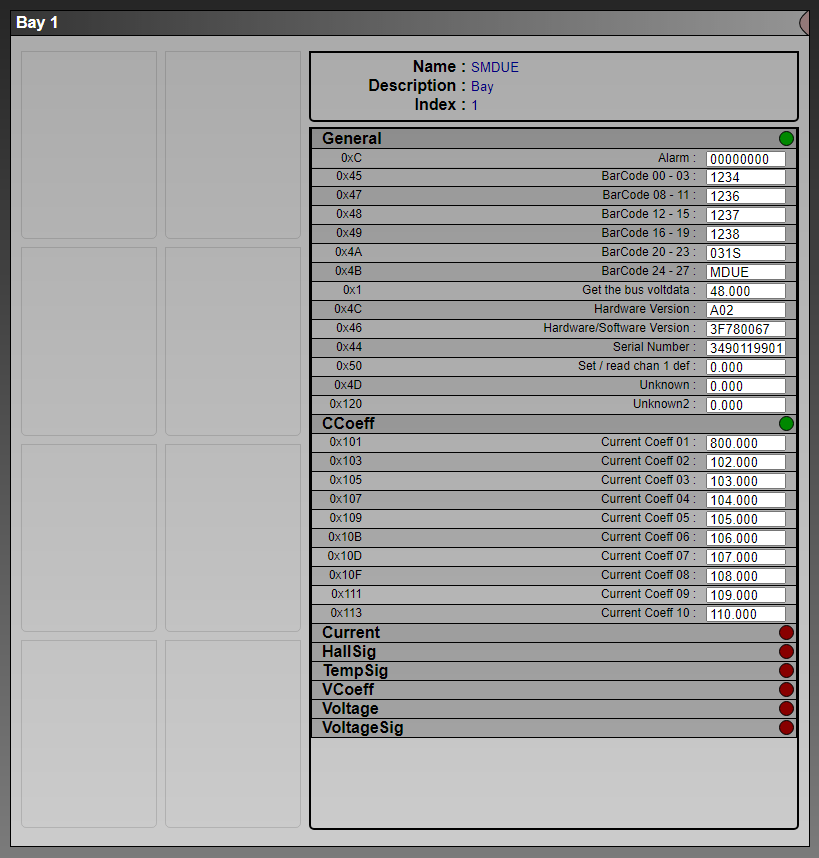 Bay 1
Name : SMDUE
Description : Bay
Index : 1
General
0xC Alarm : 00000000
0x45 BarCode 00 - 03 : 1234
0x47 BarCode 08 - 11 : 1236
0x48 BarCode 12 - 15 : 1237
0x49 BarCode 16 - 19 : 1238
0x4A BarCode 20 - 23 : 031S
0x4B BarCode 24 - 27 : MDUE
0x1 Get the bus voltdata : 48.000
0x4C Hardware Version : A02
0x46 Hardware/Software Version : 3F780067
0x44 Serial Number : 3490119901
0x50 Set / read chan 1 def : 0.000
0x4D Unknown : 0.000
0x120 Unknown2 : 0.000
CCoeff
0x101 Current Coeff 01 : 800.000
0x103 Current Coeff 02 : 102.000
0x105 Current Coeff 03 : 103.000
0x107 Current Coeff 04 : 104.000
0x109 Current Coeff 05 : 105.000
0x10B Current Coeff 06 : 106.000
0x10D Current Coeff 07 : 107.000
0x10F Current Coeff 08 : 108.000
0x111 Current Coeff 09 : 109.000
0x113 Current Coeff 10 : 110.000
Current
HallSig
TempSig
VCoeff
Voltage
VoltageSig